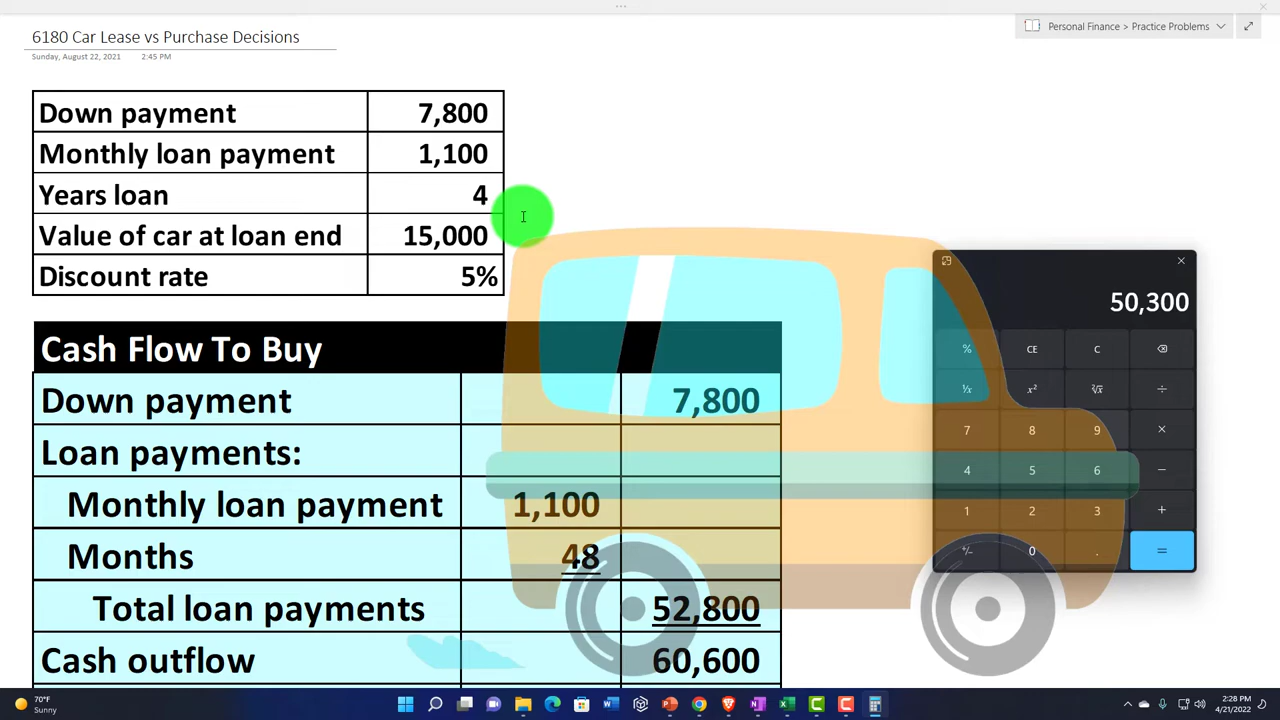 6180 Car Lease vs Purchase Decisions
Sunday, August 22, 2021 2:45 PM
Personal Finance > Practice Problems
Down payment 7,800
Monthly loan payment 1,100
Years loan 4
Value of car at loan end 15,000
Discount rate 5%
Cash Flow To Buy
Down payment 7,800
Loan payments:
Monthly loan payment 1,100
Months 48
Total loan payments 52,800
Cash outflow 60,600
50,300
% CE C
¹/x x² ²√x ÷
7 8 9 ×
4 5 6 −
1 2 3 +
+/− 0 . =
70°F
Sunny
2:28 PM
4/21/2022